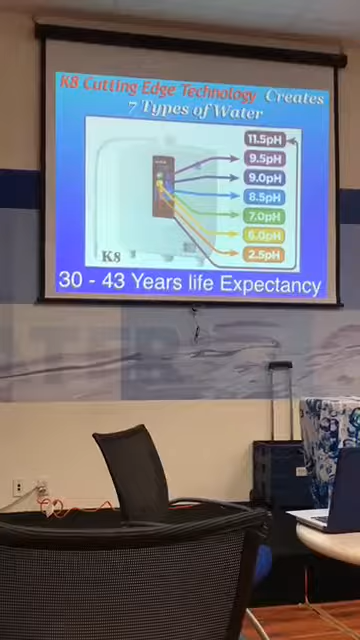 K8 Cutting Edge Technology Creates
7 Types of Water
11.5pH
9.5pH
9.0pH
8.5pH
7.0pH
6.0pH
2.5pH
K8
30 - 43 Years life Expectancy